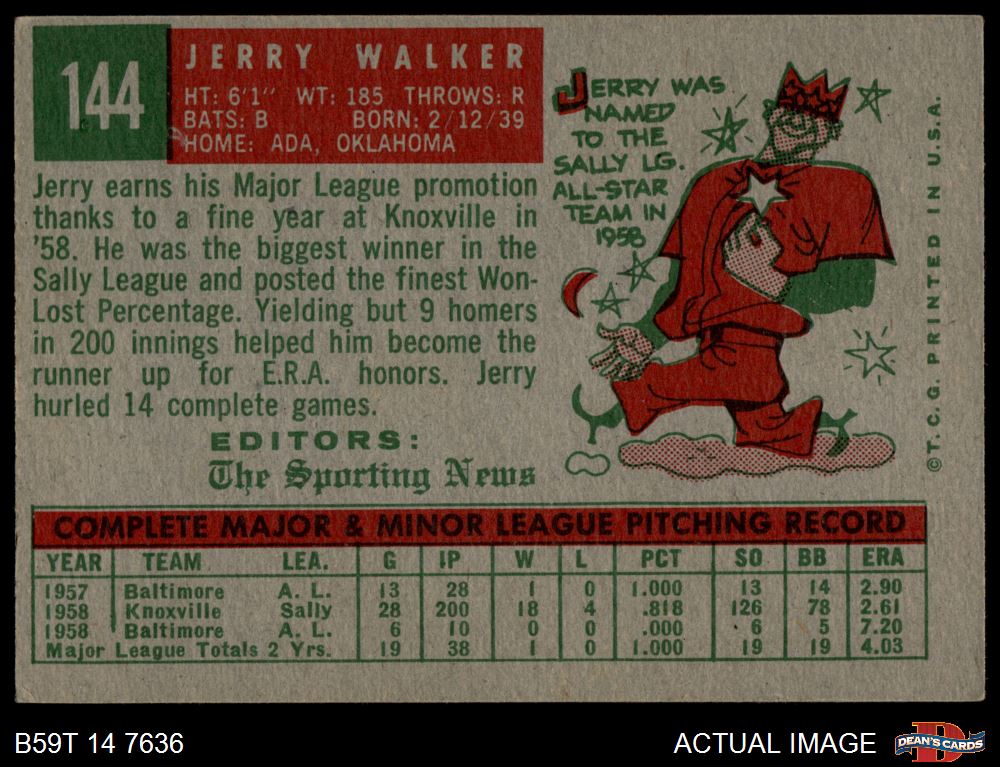 144
JERRY WALKER
HT: 6'1" WT: 185 THROWS: R
BATS: B BORN: 2/12/39
HOME: ADA, OKLAHOMA
Jerry earns his Major League promotion
thanks to a fine year at Knoxville in
'58. He was the biggest winner in the
Sally League and posted the finest Won-
Lost Percentage. Yielding but 9 homers
in 200 innings helped him become the
runner up for E.R.A. honors. Jerry
hurled 14 complete games.
EDITORS:
The Sporting News
JERRY WAS
NAMED
TO THE
SALLY LG.
ALL-STAR
TEAM IN
1958
©T.C.G. PRINTED IN U.S.A.
COMPLETE MAJOR & MINOR LEAGUE PITCHING RECORD
YEAR TEAM LEA. G IP W L PCT SO BB ERA
1957 Baltimore A. L. 13 28 1 0 1.000 13 14 2.90
1958 Knoxville Sally 28 200 18 4 .818 126 78 2.61
1958 Baltimore A. L. 6 10 0 0 .000 6 5 7.20
Major League Totals 2 Yrs. 19 38 1 0 1.000 19 19 4.03
B59T 14 7636
ACTUAL IMAGE
DEAN'S CARDS